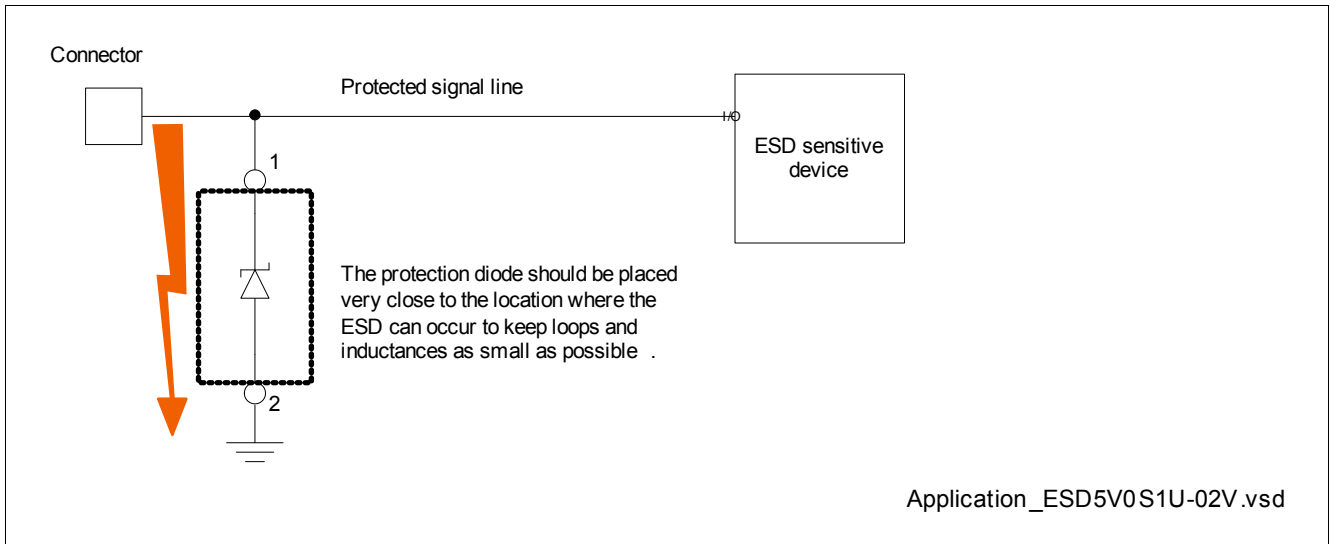 Connector
Protected signal line
I/O
ESD sensitive
device
1
The protection diode should be placed
very close to the location where the
ESD can occur to keep loops and
inductances as small as possible .
2
Application_ESD5V0S1U-02V.vsd